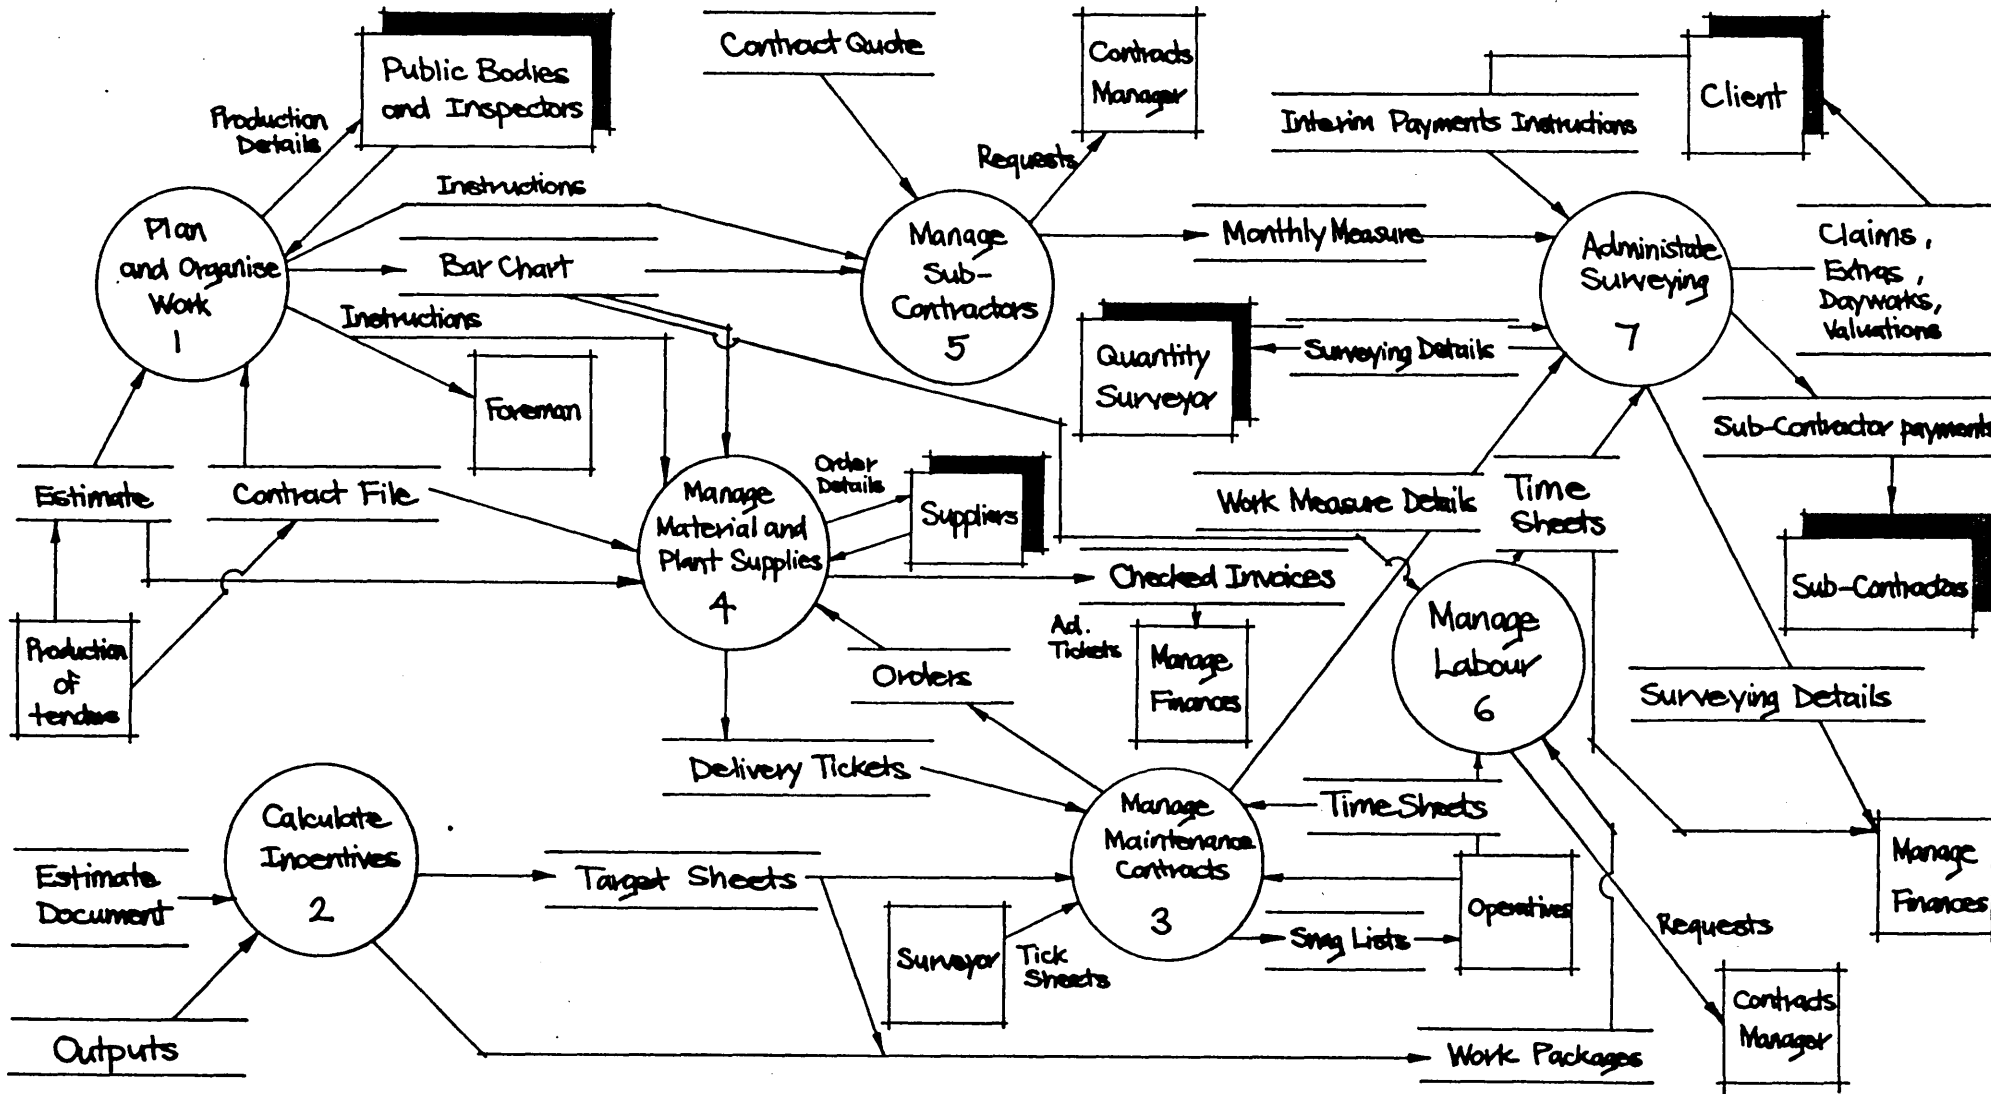 Public Bodies
and Inspectors
Production
Details
Contract Quote
Contracts
Manager
Requests
Client
Interim Payments Instructions
Instructions
Plan
and Organise
Work
1
Bar Chart
Instructions
Foreman
Manage
Sub-
Contractors
5
Monthly Measure
Administate
Surveying
7
Claims,
Extras,
Dayworks,
Valuations
Quantity
Surveyor
Surveying Details
Sub-Contractor payments
Sub-Contractors
Estimate
Contract File
Manage
Material and
Plant Supplies
4
Order
Details
Suppliers
Work Measure Details
Time
Sheets
Checked Invoices
Ad.
Tickets
Manage
Finances
Production
of
Orders
Manage
Labour
6
Surveying Details
Delivery Tickets
Calculate
Incentives
2
Estimate
Document
Outputs
Target Sheets
Manage
Maintenance
Contracts
3
Time Sheets
Surveyor
Tick
Sheets
Snag Lists
Operatives
Requests
Manage
Finances
Contracts
Manager
Work Packages